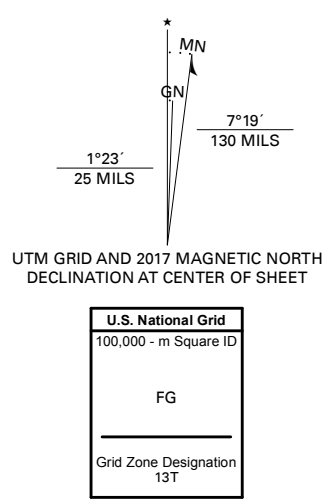 ★
MN
GN
7°19´
130 MILS
1°23´
25 MILS
UTM GRID AND 2017 MAGNETIC NORTH
DECLINATION AT CENTER OF SHEET
U.S. National Grid
100,000 - m Square ID
FG
Grid Zone Designation
13T